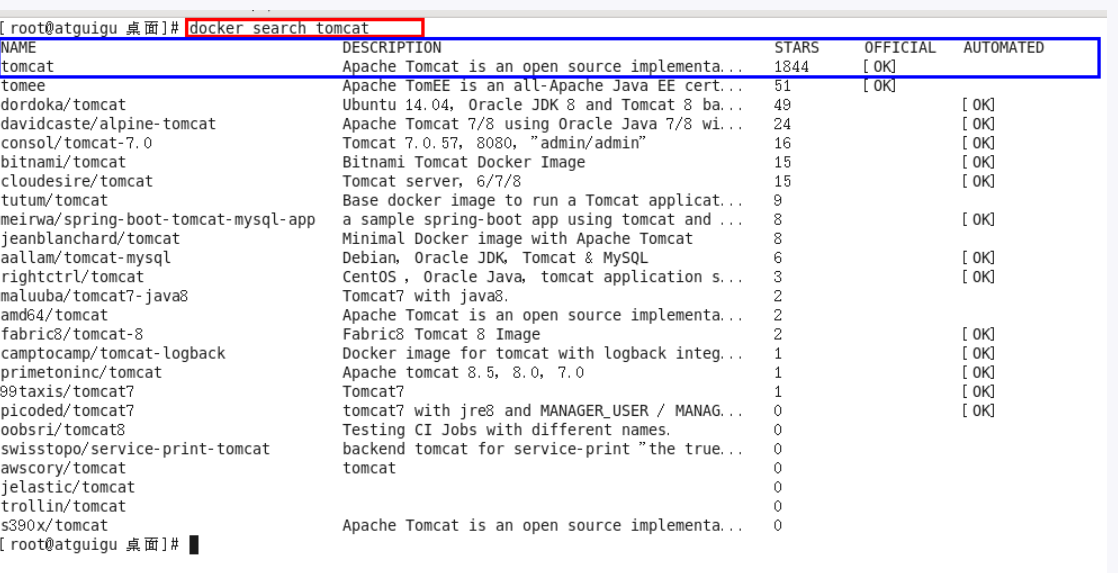 [root@atguigu 桌面]# docker search tomcat
NAME DESCRIPTION STARS OFFICIAL AUTOMATED
tomcat Apache Tomcat is an open source implementa... 1844 [OK]
tomee Apache TomEE is an all-Apache Java EE cert... 51 [OK]
dordoka/tomcat Ubuntu 14.04, Oracle JDK 8 and Tomcat 8 ba... 49 [OK]
davidcaste/alpine-tomcat Apache Tomcat 7/8 using Oracle Java 7/8 wi... 24 [OK]
consol/tomcat-7.0 Tomcat 7.0.57, 8080, "admin/admin" 16 [OK]
bitnami/tomcat Bitnami Tomcat Docker Image 15 [OK]
cloudesire/tomcat Tomcat server, 6/7/8 15 [OK]
tutum/tomcat Base docker image to run a Tomcat applicat... 9
meirwa/spring-boot-tomcat-mysql-app a sample spring-boot app using tomcat and ... 8 [OK]
jeanblanchard/tomcat Minimal Docker image with Apache Tomcat 8
aallam/tomcat-mysql Debian, Oracle JDK, Tomcat & MySQL 6 [OK]
rightctrl/tomcat CentOS , Oracle Java, tomcat application s... 3 [OK]
maluuba/tomcat7-java8 Tomcat7 with java8. 2
amd64/tomcat Apache Tomcat is an open source implementa... 2
fabric8/tomcat-8 Fabric8 Tomcat 8 Image 2 [OK]
camptocamp/tomcat-logback Docker image for tomcat with logback integ... 1 [OK]
primetoninc/tomcat Apache tomcat 8.5, 8.0, 7.0 1 [OK]
99taxis/tomcat7 Tomcat7 1 [OK]
picoded/tomcat7 tomcat7 with jre8 and MANAGER_USER / MANAG... 0 [OK]
oobsri/tomcat8 Testing CI Jobs with different names. 0
swisstopo/service-print-tomcat backend tomcat for service-print "the true... 0
awscory/tomcat tomcat 0
jelastic/tomcat 0
trollin/tomcat 0
s390x/tomcat Apache Tomcat is an open source implementa... 0
[root@atguigu 桌面]#